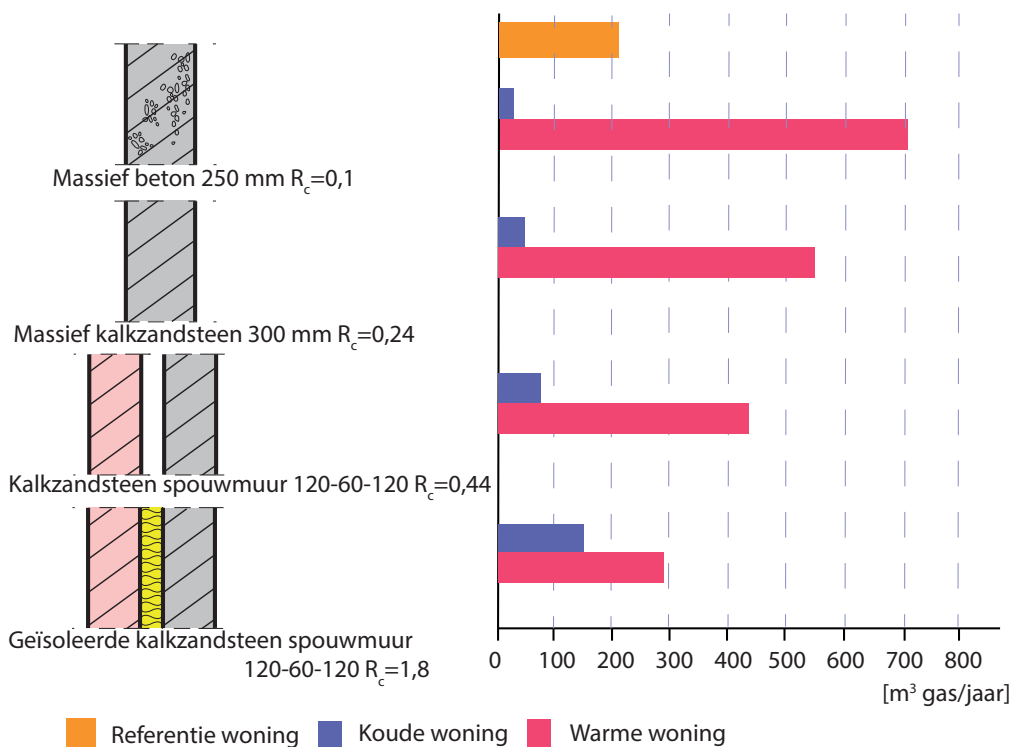 Massief beton 250 mm Rc=0,1
Massief kalkzandsteen 300 mm Rc=0,24
Kalkzandsteen spouwmuur 120-60-120 Rc=0,44
Geïsoleerde kalkzandsteen spouwmuur
120-60-120 Rc=1,8
0 100 200 300 400 500 600 700 800
[m³ gas/jaar]
Referentie woning Koude woning Warme woning